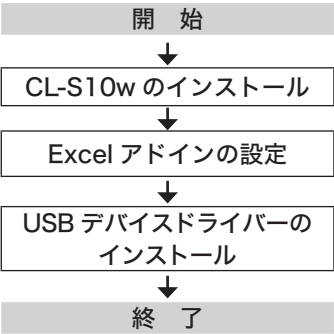 開　始
CL-S10w のインストール
Excel アドインの設定
USB デバイスドライバーの
インストール
終　了